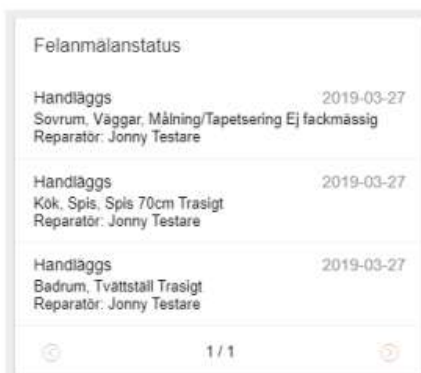 Felanmälanstatus
Handläggs 2019-03-27
Sovrum, Väggar, Målning/Tapetsering Ej fackmässig
Reparatör: Jonny Testare
Handläggs 2019-03-27
Kök, Spis, Spis 70cm Trasigt
Reparatör: Jonny Testare
Handläggs 2019-03-27
Badrum, Tvättställ Trasigt
Reparatör: Jonny Testare
1 / 1